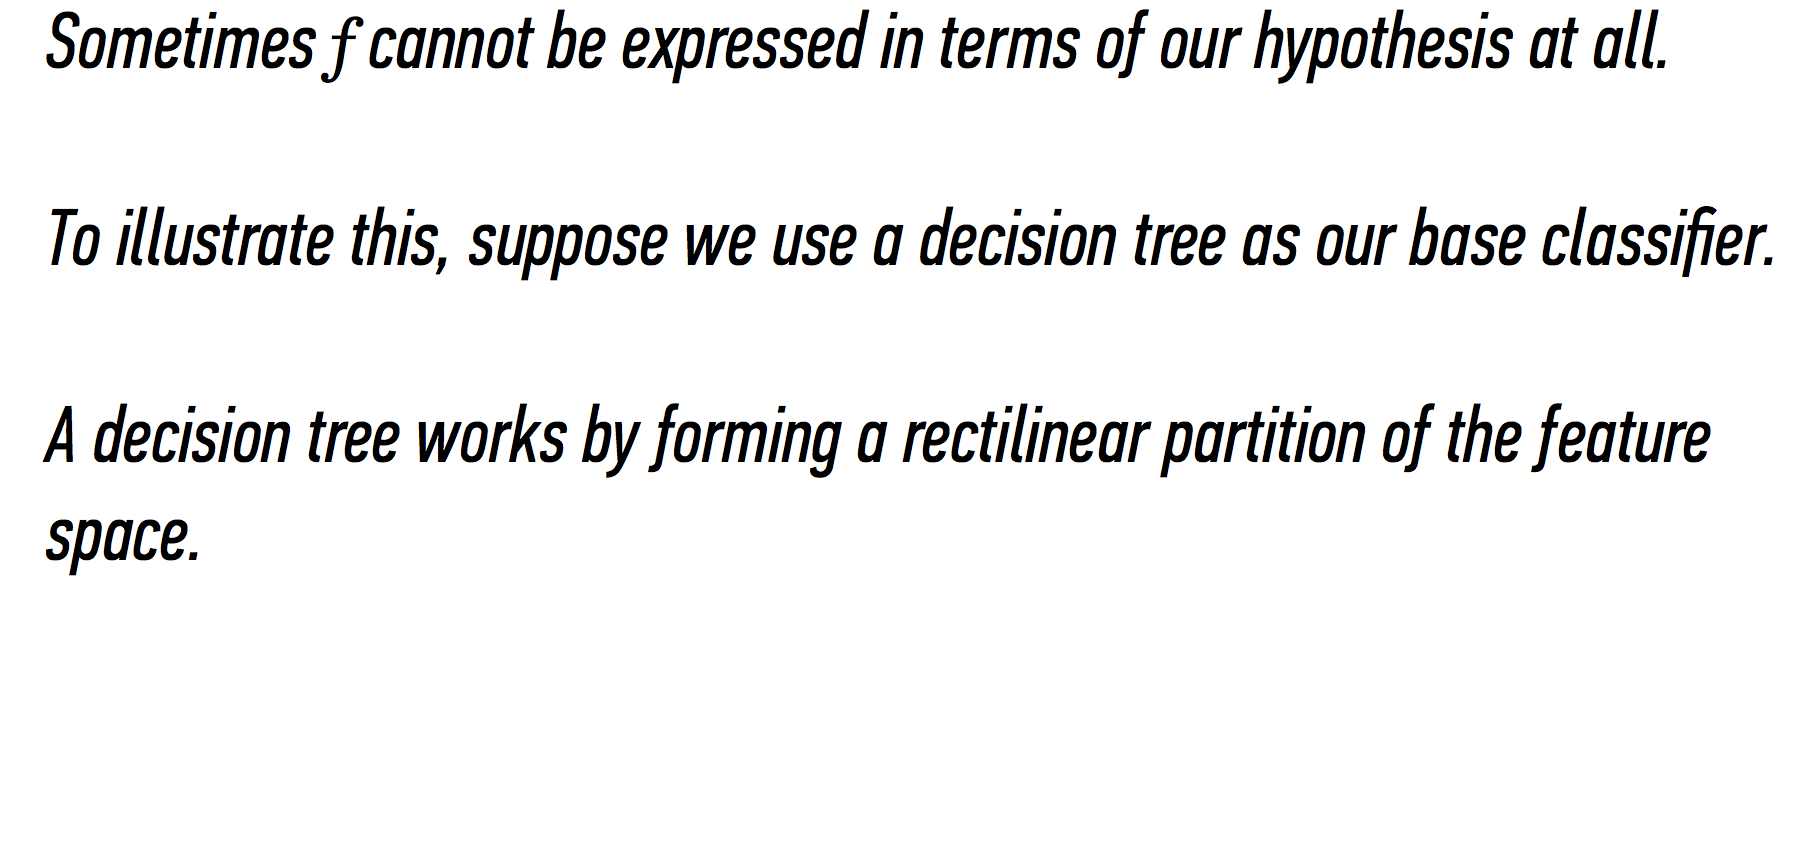 Sometimes f cannot be expressed in terms of our hypothesis at all.
To illustrate this, suppose we use a decision tree as our base classifier.
A decision tree works by forming a rectilinear partition of the feature
space.